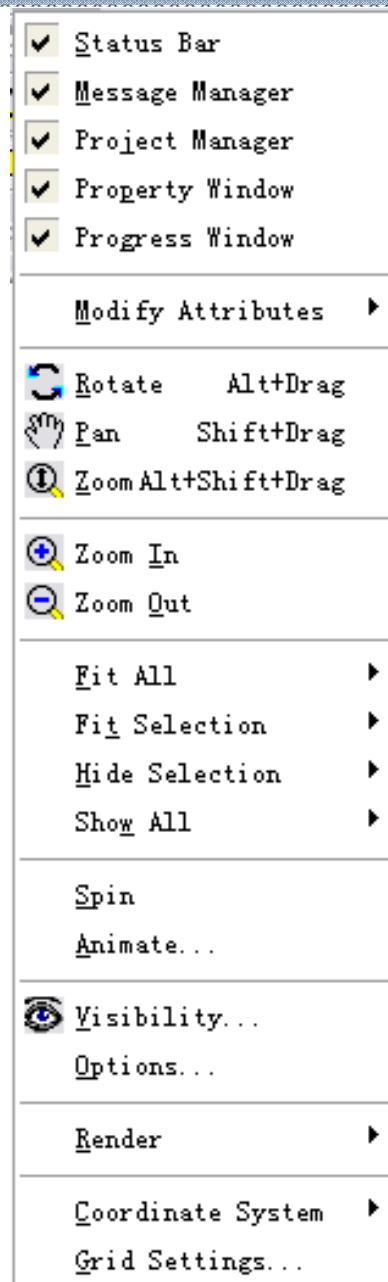 Status Bar
Message Manager
Project Manager
Property Window
Progress Window
Modify Attributes
Rotate Alt+Drag
Pan Shift+Drag
Zoom Alt+Shift+Drag
Zoom In
Zoom Out
Fit All
Fit Selection
Hide Selection
Show All
Spin
Animate...
Visibility...
Options...
Render
Coordinate System
Grid Settings...